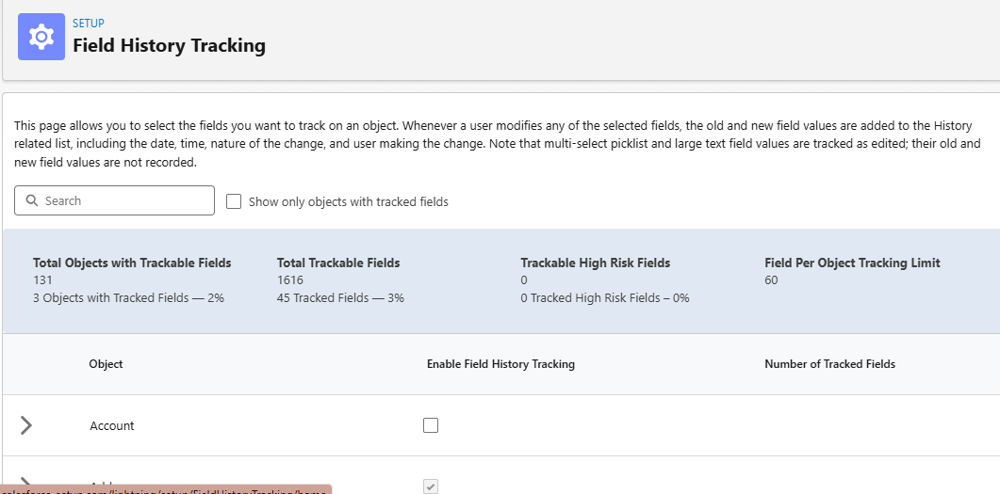 SETUP
Field History Tracking
This page allows you to select the fields you want to track on an object. Whenever a user modifies any of the selected fields, the old and new field values are added to the History
related list, including the date, time, nature of the change, and user making the change. Note that multi-select picklist and large text field values are tracked as edited; their old and
new field values are not recorded.
Search
Show only objects with tracked fields
Total Objects with Trackable Fields
131
3 Objects with Tracked Fields — 2%
Total Trackable Fields
1616
45 Tracked Fields — 3%
Trackable High Risk Fields
0
0 Tracked High Risk Fields – 0%
Field Per Object Tracking Limit
60
Object Enable Field History Tracking Number of Tracked Fields
Account
salesforce-setup.com/lightning/setup/FieldHistoryTracking/home